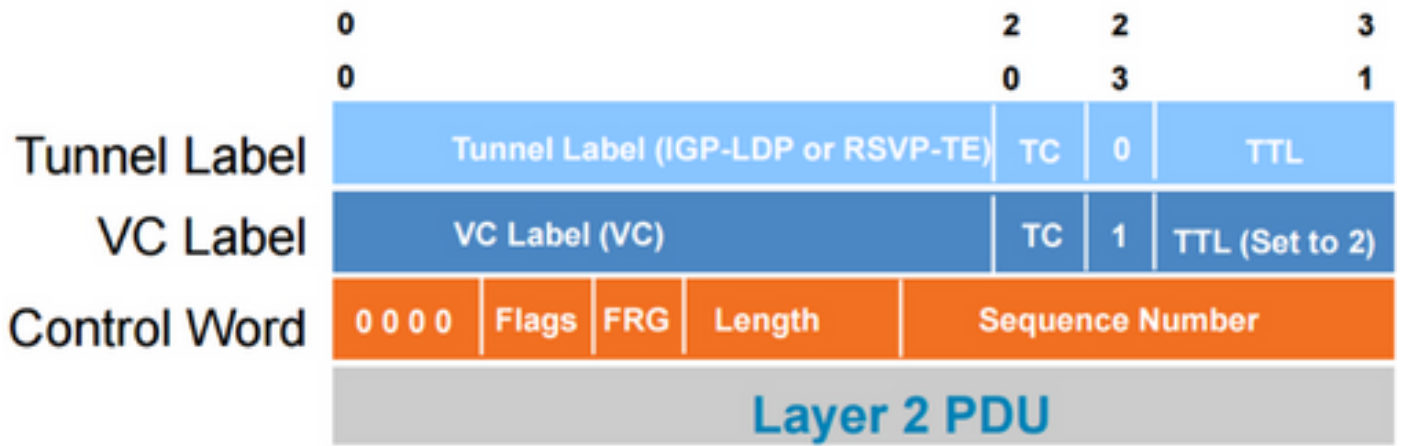 0 2 2 3
0 0 3 1
Tunnel Label Tunnel Label (IGP-LDP or RSVP-TE) TC 0 TTL
VC Label VC Label (VC) TC 1 TTL (Set to 2)
Control Word 0 0 0 0 Flags FRG Length Sequence Number
Layer 2 PDU